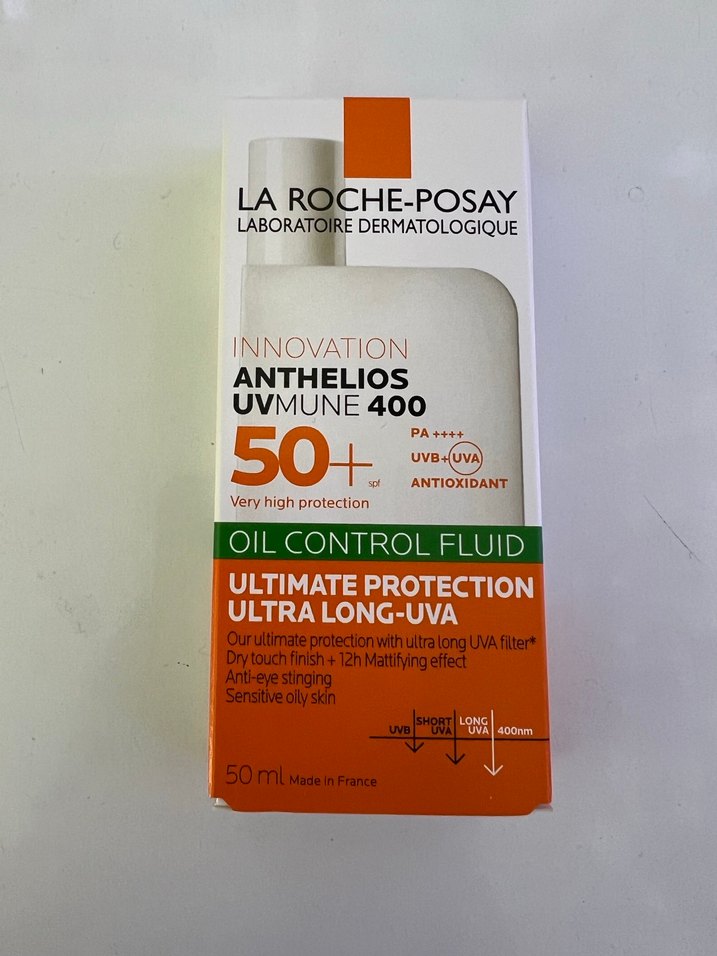 LA ROCHE-POSAY
LABORATOIRE DERMATOLOGIQUE
INNOVATION
ANTHELIOS
UVMUNE 400
50+ spf
Very high protection
PA ++++
UVB+UVA
ANTIOXIDANT
OIL CONTROL FLUID
ULTIMATE PROTECTION
ULTRA LONG-UVA
Our ultimate protection with ultra long UVA filter*
Dry touch finish + 12h Mattifying effect
Anti-eye stinging
Sensitive oily skin
UVB
SHORT UVA
LONG UVA
400nm
50 ml Made in France